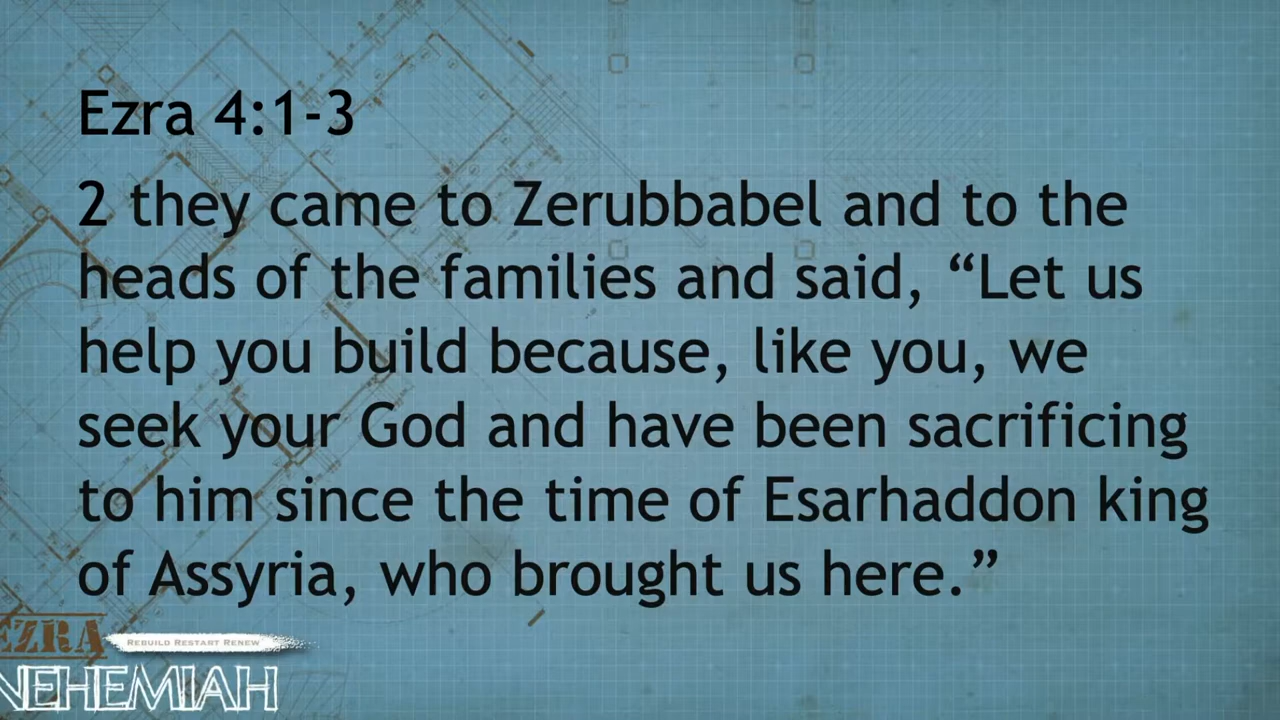 Ezra 4:1-3
2 they came to Zerubbabel and to the
heads of the families and said, “Let us
help you build because, like you, we
seek your God and have been sacrificing
to him since the time of Esarhaddon king
of Assyria, who brought us here.”
EZRA
REBUILD RESTART RENEW
NEHEMIAH